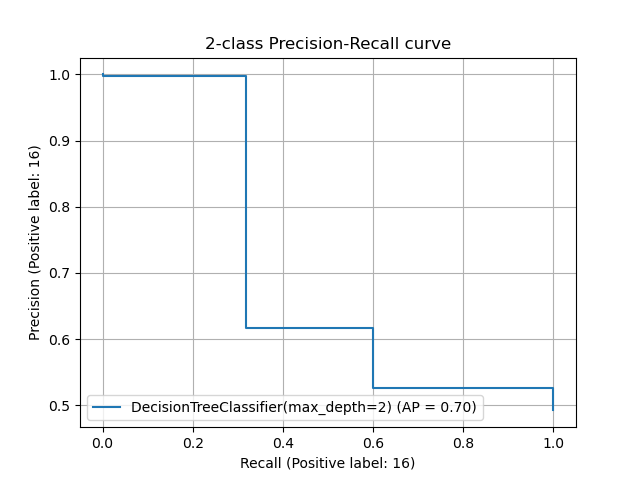 2-class Precision-Recall curve
1.0
0.9
0.8
0.7
0.6
0.5
Precision (Positive label: 16)
DecisionTreeClassifier(max_depth=2) (AP = 0.70)
0.0 0.2 0.4 0.6 0.8 1.0
Recall (Positive label: 16)